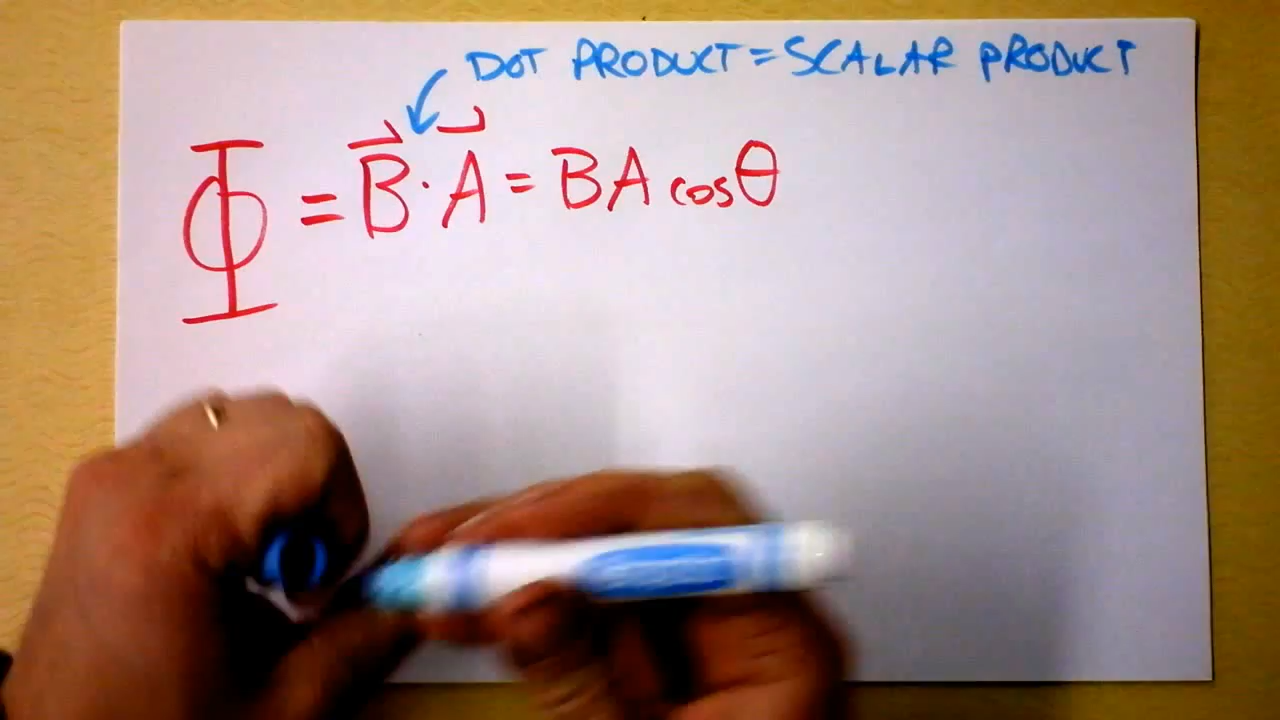 DOT PRODUCT = SCALAR PRODUCT
Φ = B⃗ · A⃗ = BA cosθ